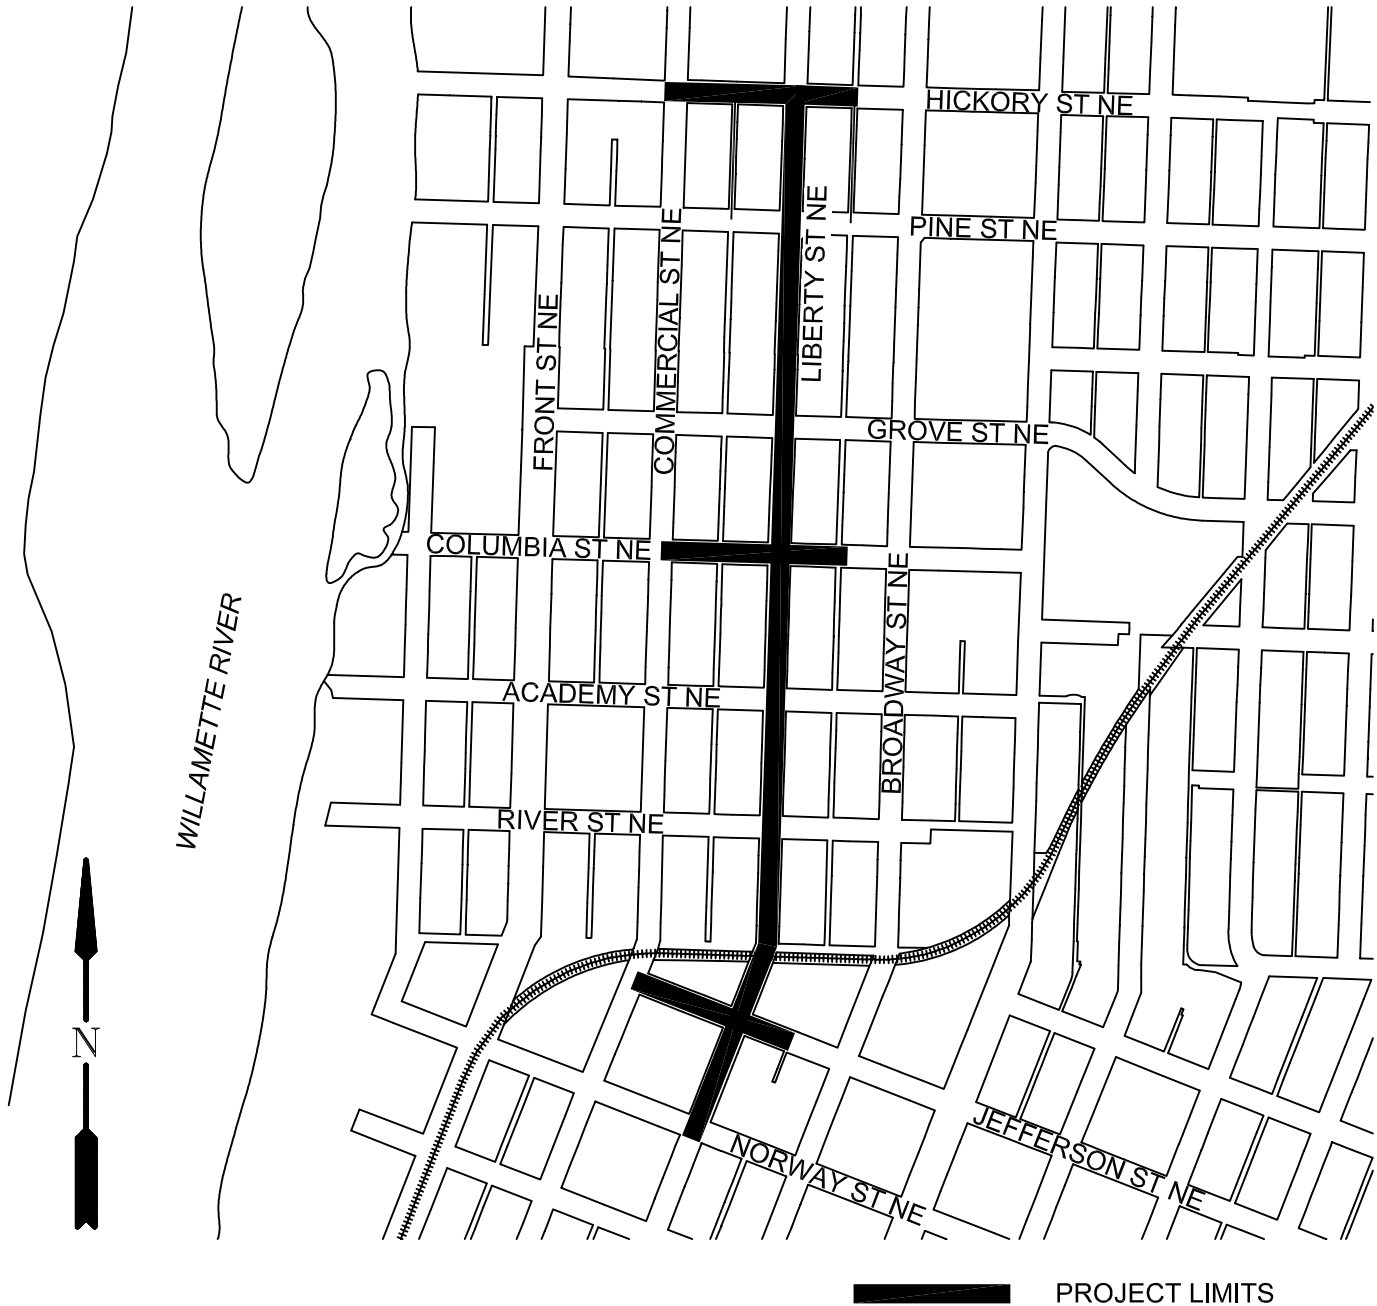 HICKORY ST NE
PINE ST NE
LIBERTY ST NE
COMMERCIAL ST NE
FRONT ST NE
GROVE ST NE
COLUMBIA ST NE
BROADWAY ST NE
WILLAMETTE RIVER
ACADEMY ST NE
RIVER ST NE
N
JEFFERSON ST NE
NORWAY ST NE
PROJECT LIMITS